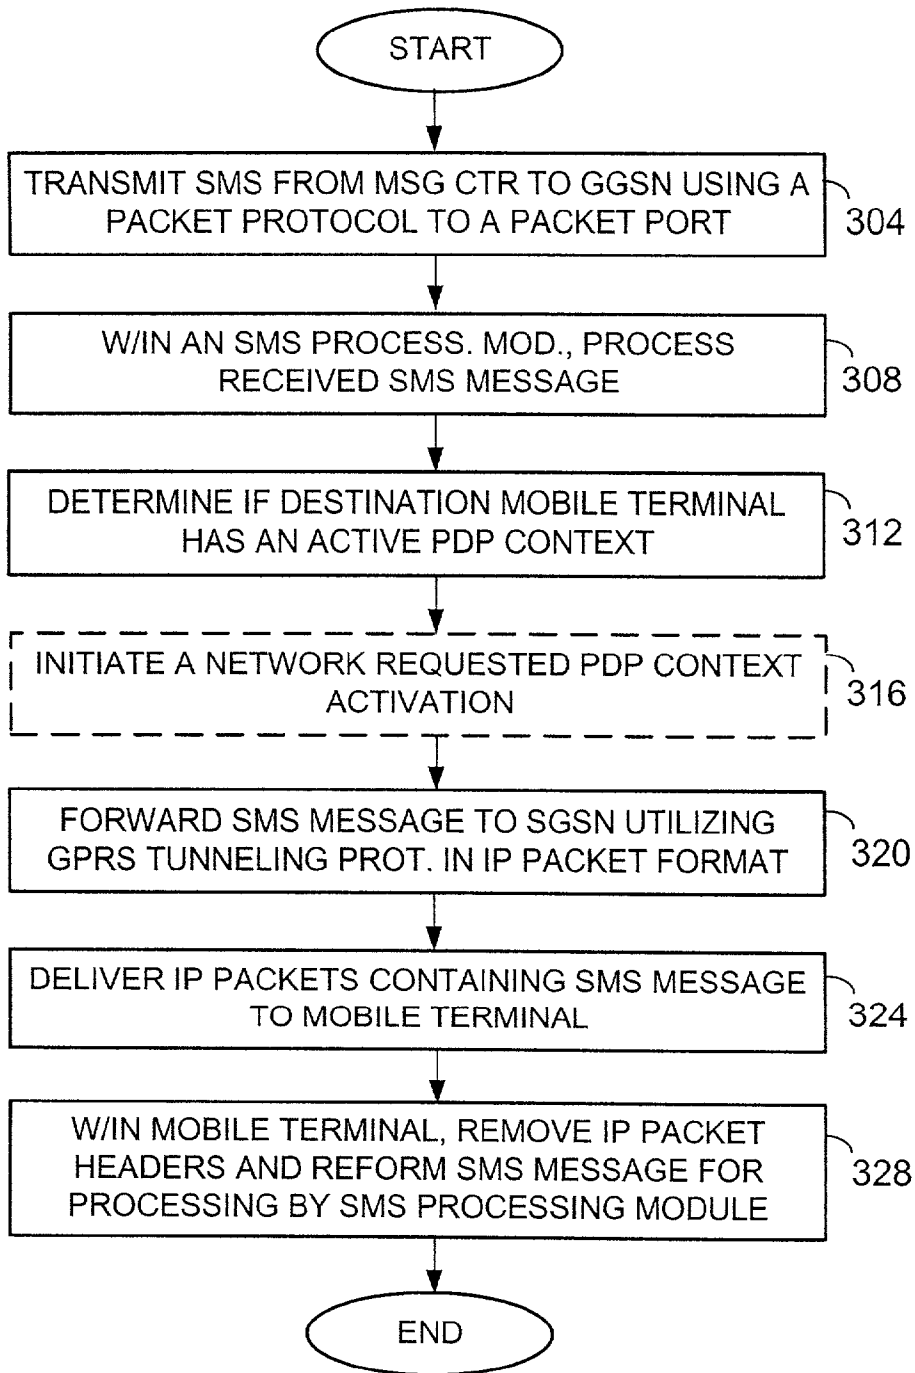 START
TRANSMIT SMS FROM MSG CTR TO GGSN USING A
PACKET PROTOCOL TO A PACKET PORT
304
W/IN AN SMS PROCESS. MOD., PROCESS
RECEIVED SMS MESSAGE
308
DETERMINE IF DESTINATION MOBILE TERMINAL
HAS AN ACTIVE PDP CONTEXT
312
INITIATE A NETWORK REQUESTED PDP CONTEXT
ACTIVATION
316
FORWARD SMS MESSAGE TO SGSN UTILIZING
GPRS TUNNELING PROT. IN IP PACKET FORMAT
320
DELIVER IP PACKETS CONTAINING SMS MESSAGE
TO MOBILE TERMINAL
324
W/IN MOBILE TERMINAL, REMOVE IP PACKET
HEADERS AND REFORM SMS MESSAGE FOR
PROCESSING BY SMS PROCESSING MODULE
328
END